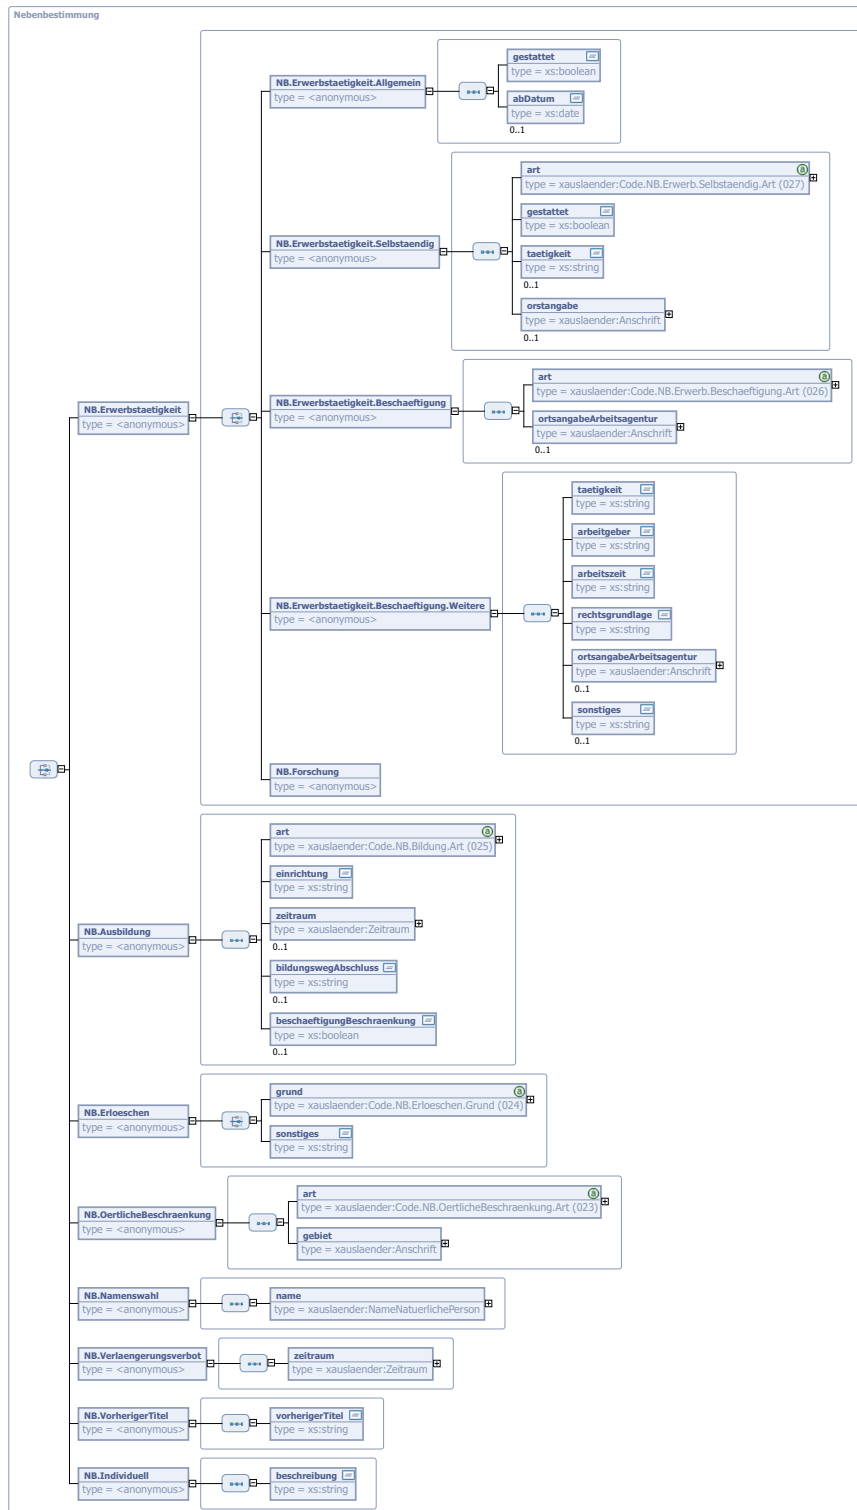 Nebenbestimmung
NB.Erwerbstaetigkeit.Allgemein
type = <anonymous>
gestattet
type = xs:boolean
abDatum
type = xs:date
0..1
NB.Erwerbstaetigkeit.Selbstaendig
type = <anonymous>
art
type = xauslaender:Code.NB.Erwerb.Selbstaendig.Art (027)
gestattet
type = xs:boolean
taetigkeit
type = xs:string
0..1
orstangabe
type = xauslaender:Anschrift
0..1
NB.Erwerbstaetigkeit
type = <anonymous>
NB.Erwerbstaetigkeit.Beschaeftigung
type = <anonymous>
art
type = xauslaender:Code.NB.Erwerb.Beschaeftigung.Art (026)
ortsangabeArbeitsagentur
type = xauslaender:Anschrift
0..1
NB.Erwerbstaetigkeit.Beschaeftigung.Weitere
type = <anonymous>
taetigkeit
type = xs:string
arbeitgeber
type = xs:string
arbeitszeit
type = xs:string
rechtsgrundlage
type = xs:string
ortsangabeArbeitsagentur
type = xauslaender:Anschrift
0..1
sonstiges
type = xs:string
0..1
NB.Forschung
type = <anonymous>
NB.Ausbildung
type = <anonymous>
art
type = xauslaender:Code.NB.Bildung.Art (025)
einrichtung
type = xs:string
zeitraum
type = xauslaender:Zeitraum
0..1
bildungswegAbschluss
type = xs:string
0..1
beschaeftigungBeschraenkung
type = xs:boolean
0..1
NB.Erloeschen
type = <anonymous>
grund
type = xauslaender:Code.NB.Erloeschen.Grund (024)
sonstiges
type = xs:string
NB.OertlicheBeschraenkung
type = <anonymous>
art
type = xauslaender:Code.NB.OertlicheBeschraenkung.Art (023)
gebiet
type = xauslaender:Anschrift
NB.Namenswahl
type = <anonymous>
name
type = xauslaender:NameNatuerlichePerson
NB.Verlaengerungsverbot
type = <anonymous>
zeitraum
type = xauslaender:Zeitraum
NB.VorherigerTitel
type = <anonymous>
vorherigerTitel
type = xs:string
NB.Individuell
type = <anonymous>
beschreibung
type = xs:string